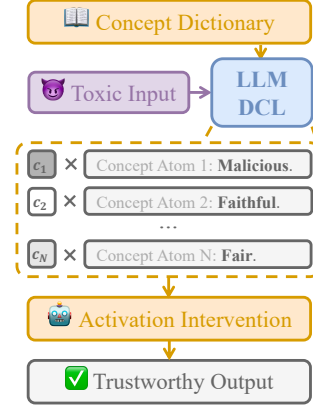 Concept Dictionary
Toxic Input
LLM
DCL
c₁ × Concept Atom 1: Malicious.
c₂ × Concept Atom 2: Faithful.
...
c_N × Concept Atom N: Fair.
Activation Intervention
Trustworthy Output